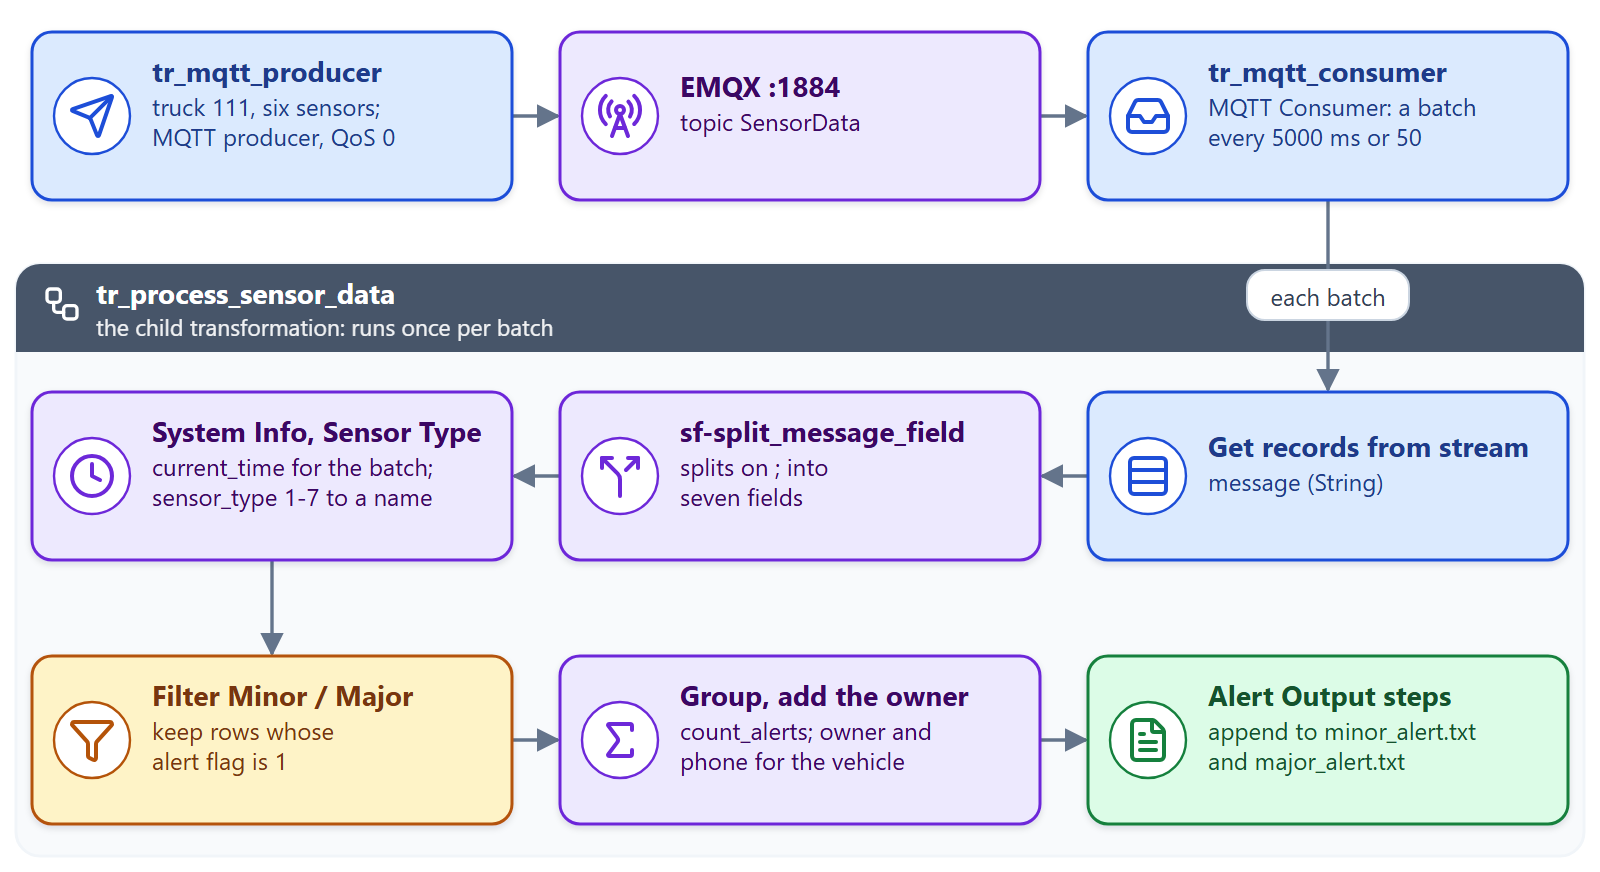 tr_mqtt_producer
truck 111, six sensors;
MQTT producer, QoS 0
EMQX :1884
topic SensorData
tr_mqtt_consumer
MQTT Consumer: a batch
every 5000 ms or 50
tr_process_sensor_data
the child transformation: runs once per batch
each batch
Get records from stream
message (String)
sf-split_message_field
splits on ; into
seven fields
System Info, Sensor Type
current_time for the batch;
sensor_type 1-7 to a name
Filter Minor / Major
keep rows whose
alert flag is 1
Group, add the owner
count_alerts; owner and
phone for the vehicle
Alert Output steps
append to minor_alert.txt
and major_alert.txt